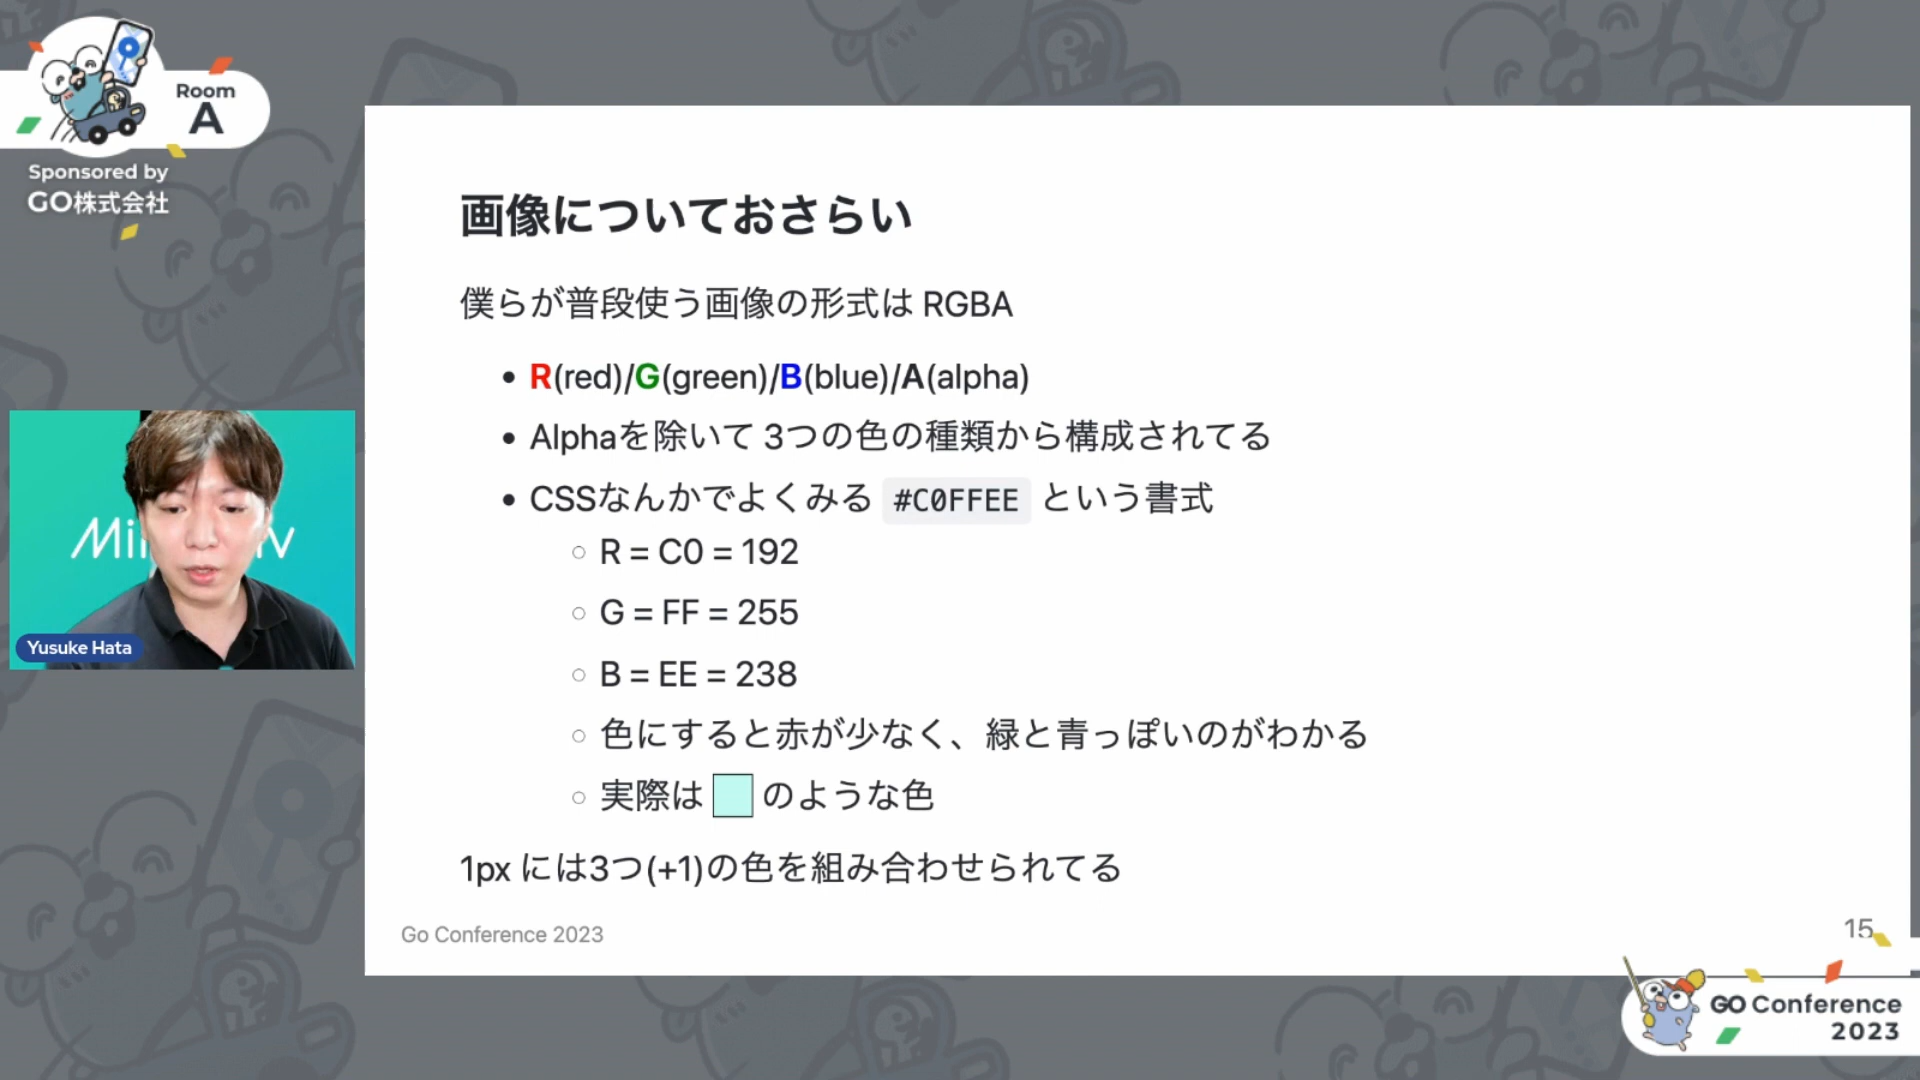 Room
A
Sponsored by
GO株式会社
画像についておさらい
僕らが普段使う画像の形式は RGBA
• R(red)/G(green)/B(blue)/A(alpha)
• Alphaを除いて 3つの色の種類から構成されてる
• CSSなんかでよくみる #C0FFEE という書式
○ R = C0 = 192
○ G = FF = 255
○ B = EE = 238
○ 色にすると赤が少なく、緑と青っぽいのがわかる
○ 実際は のような色
1px には3つ(+1)の色を組み合わせられてる
Go Conference 2023
15
Yusuke Hata
GO Conference
2023